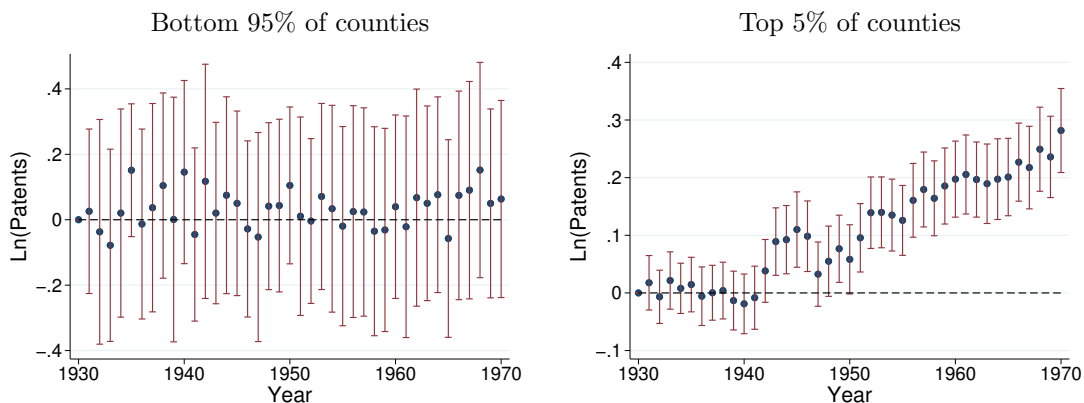 Bottom 95% of counties
Ln(Patents)
.4
.2
0
−.2
−.4
1930 1940 1950 1960 1970
Year
Top 5% of counties
Ln(Patents)
.4
.3
.2
.1
0
−.1
1930 1940 1950 1960 1970
Year